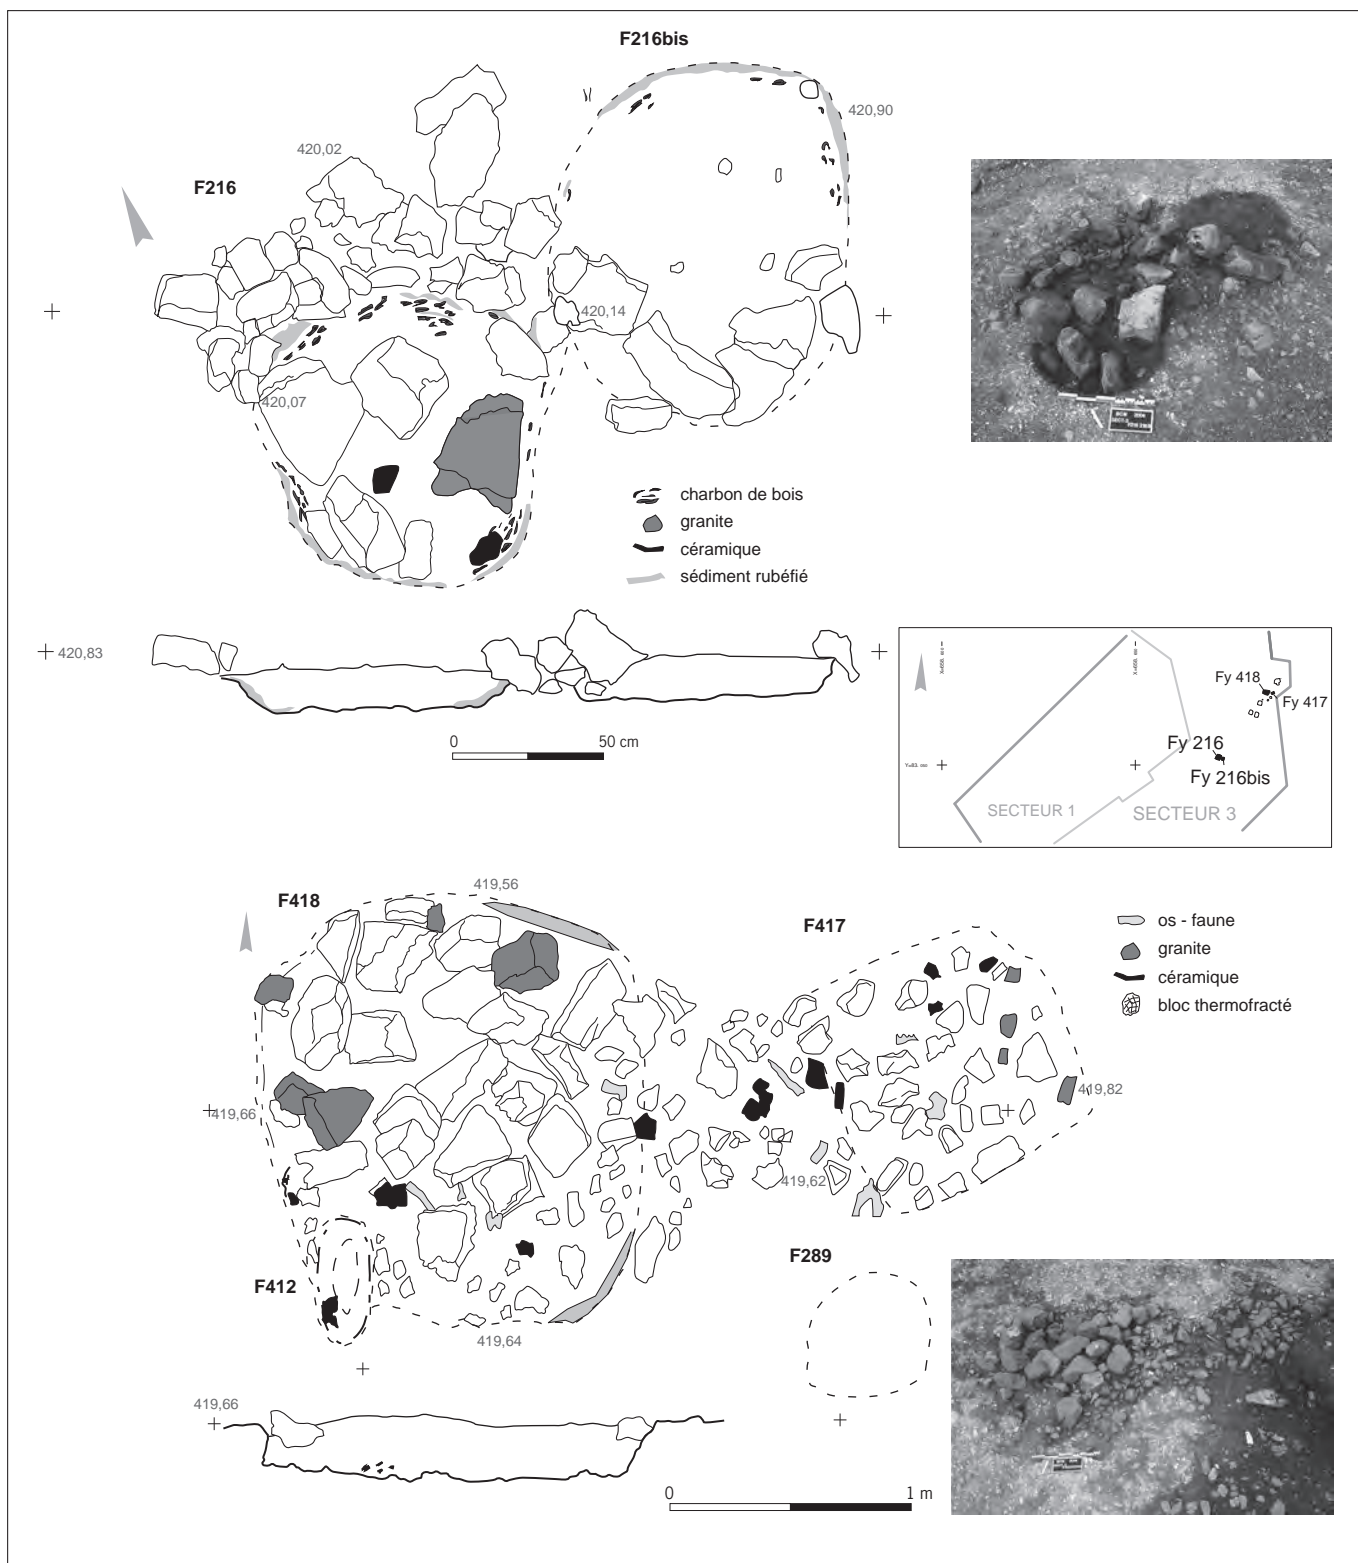 F216bis
420,90
420,02
F216
420,14
420,07
charbon de bois
granite
céramique
sédiment rubéfié
420,83
0 50 cm
Fy 418
Fy 417
Fy 216
Fy 216bis
SECTEUR 1
SECTEUR 3
F418
419,56
F417
os - faune
granite
céramique
bloc thermofracté
419,66
419,82
419,62
F289
F412
419,64
419,66
0 1 m